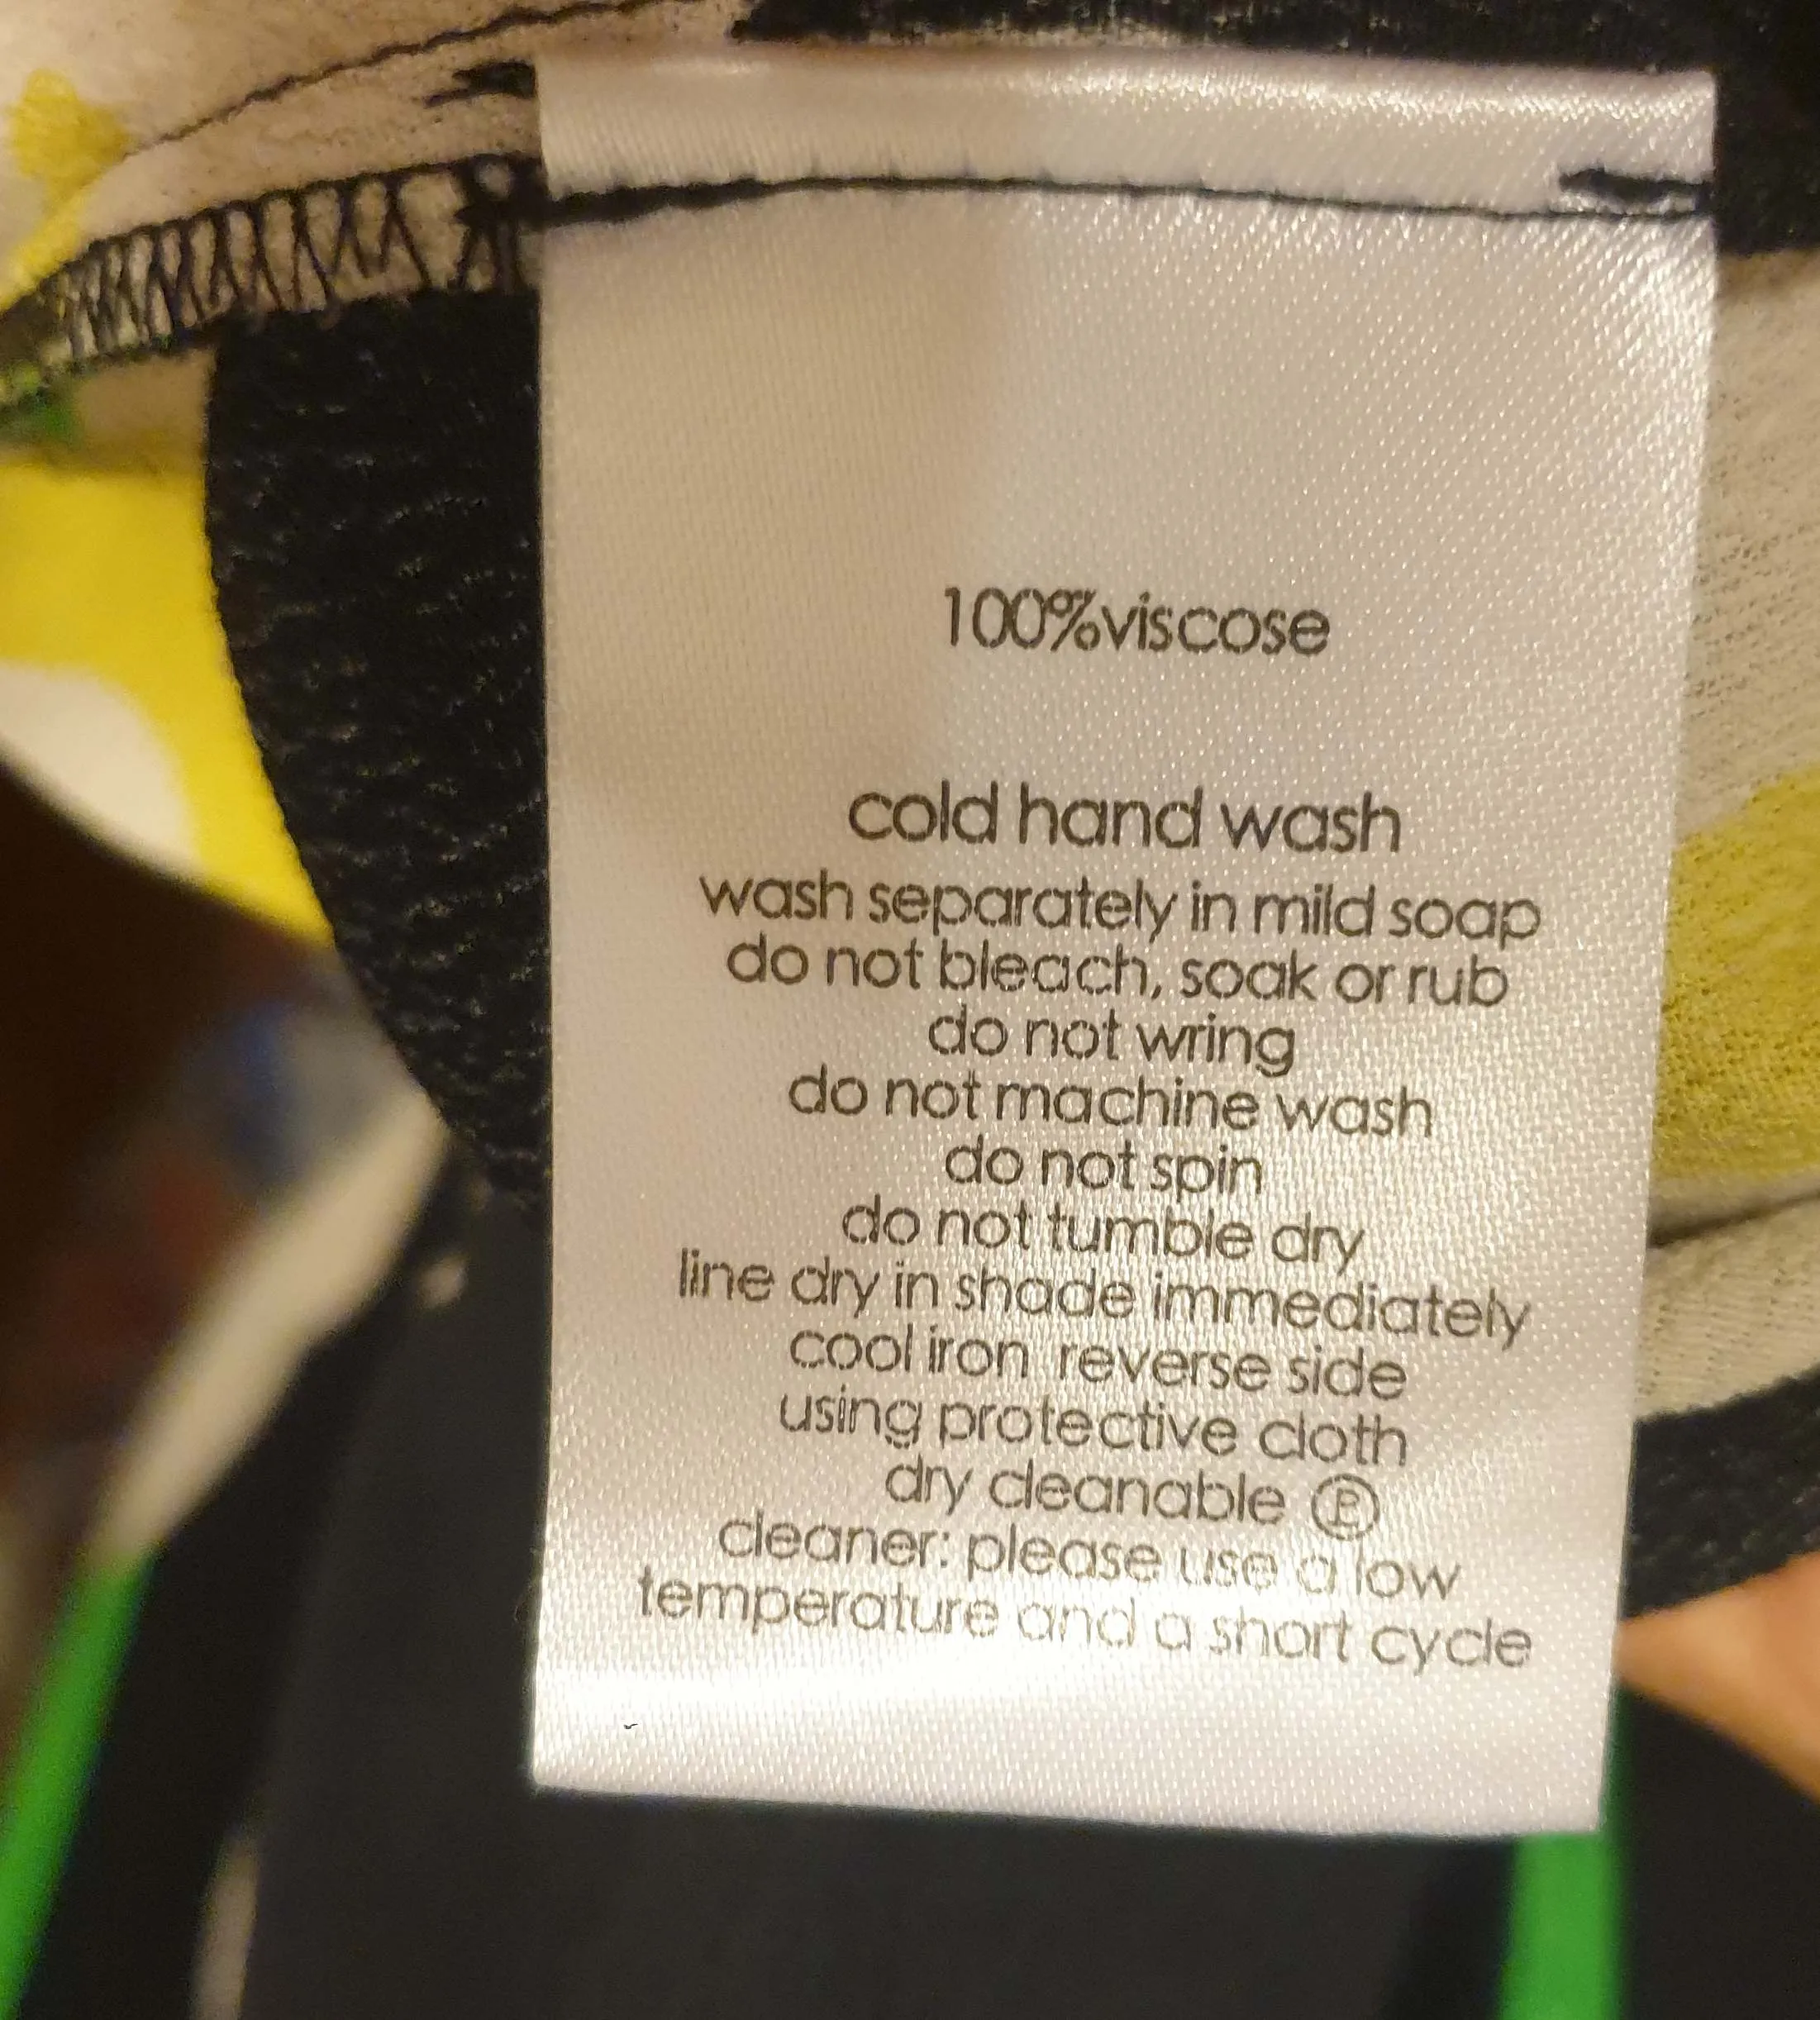 100%viscose
cold hand wash
wash separately in mild soap
do not bleach, soak or rub
do not wring
do not machine wash
do not spin
do not tumble dry
line dry in shade immediately
cool iron reverse side
using protective cloth
dry cleanable Ⓟ
cleaner: please use a low
temperature and a short cycle